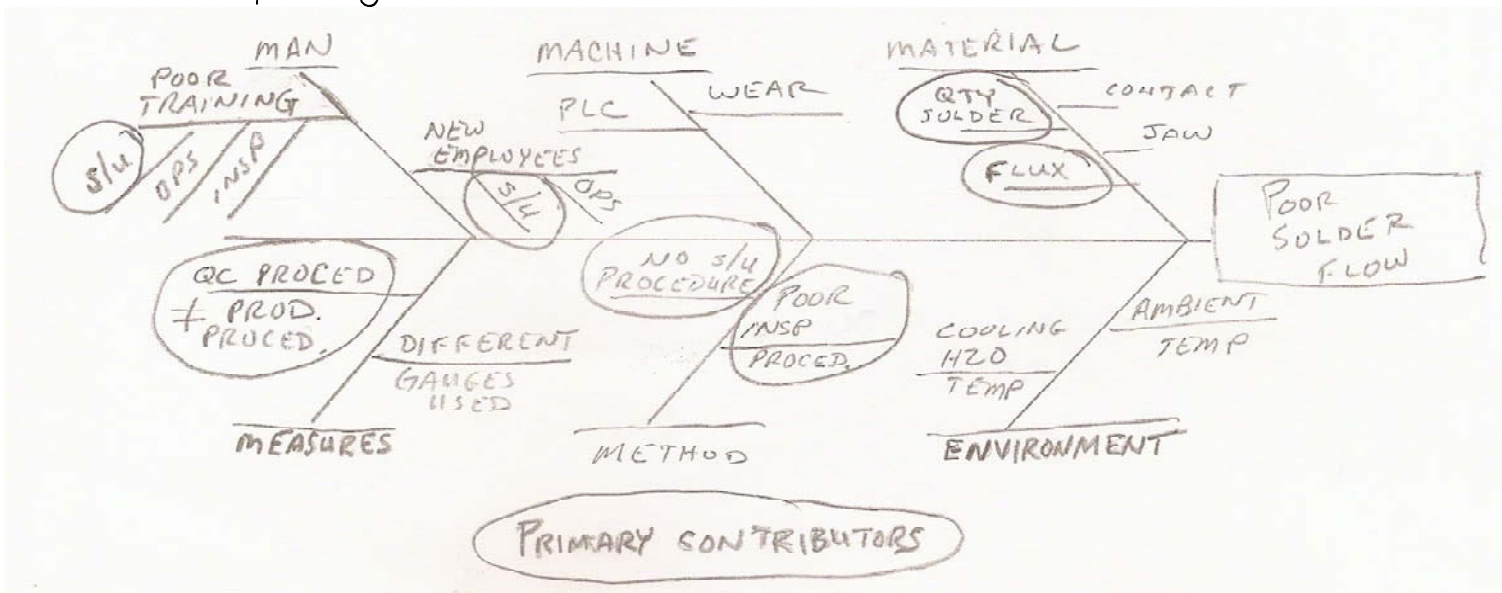 MAN
POOR
TRAINING
S/U
OPS
INSP
NEW
EMPLOYEES
S/U
OPS
MACHINE
PLC
WEAR
MATERIAL
QTY
SOLDER
FLUX
CONTACT
JAW
POOR
SOLDER
FLOW
QC PROCED
≠ PROD.
PROCED.
DIFFERENT
GAUGES
USED
MEASURES
NO S/U
PROCEDURE
POOR
INSP
PROCED.
METHOD
COOLING
H2O
TEMP
AMBIENT
TEMP
ENVIRONMENT
PRIMARY CONTRIBUTORS